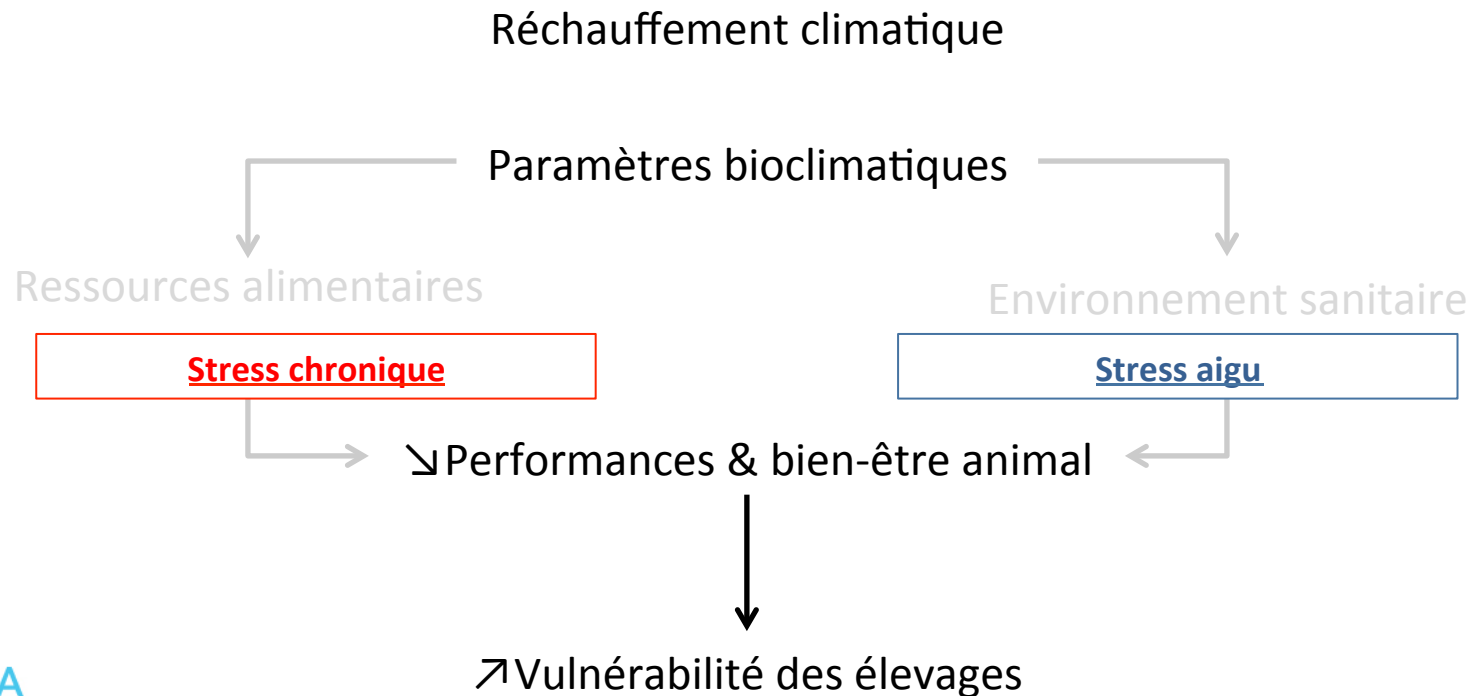 Réchauffement climatique
Paramètres bioclimatiques
Ressources alimentaires
Environnement sanitaire
Stress chronique
Stress aigu
↘Performances & bien-être animal
↗Vulnérabilité des élevages
A